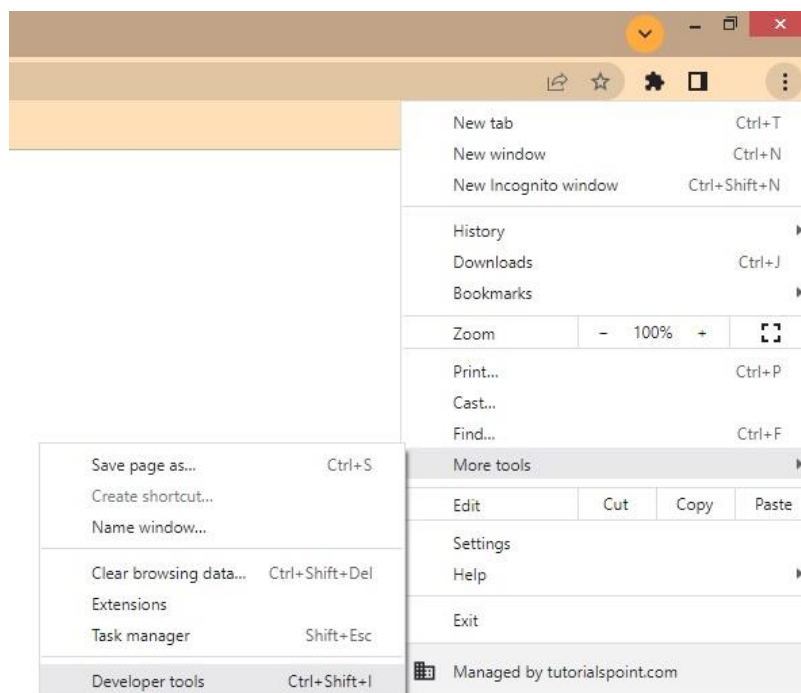 New tab Ctrl+T
New window Ctrl+N
New Incognito window Ctrl+Shift+N
History
Downloads Ctrl+J
Bookmarks
Zoom - 100% +
Print... Ctrl+P
Cast...
Find... Ctrl+F
More tools
Edit Cut Copy Paste
Settings
Help
Exit
Managed by tutorialspoint.com
Save page as... Ctrl+S
Create shortcut...
Name window...
Clear browsing data... Ctrl+Shift+Del
Extensions
Task manager Shift+Esc
Developer tools Ctrl+Shift+I